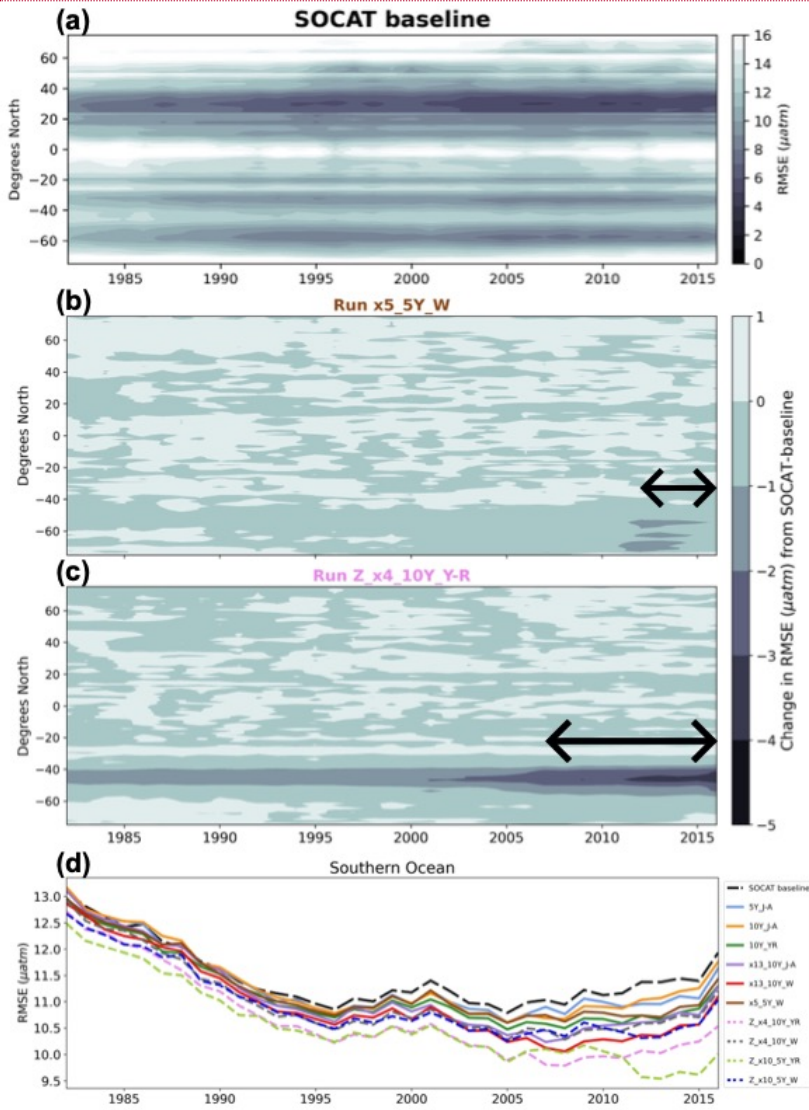 (a) SOCAT baseline
Degrees North
60
40
20
0
−20
−40
−60
1985 1990 1995 2000 2005 2010 2015
16
14
12
10
8
6
4
2
0
RMSE (μatm)
(b) Run x5_5Y_W
Degrees North
60
40
20
0
−20
−40
−60
(c) Run Z_x4_10Y_Y-R
Degrees North
60
40
20
0
−20
−40
−60
1985 1990 1995 2000 2005 2010 2015
1
0
−1
−2
−3
−4
−5
Change in RMSE (μatm) from SOCAT-baseline
(d) Southern Ocean
RMSE (μatm)
13.0
12.5
12.0
11.5
11.0
10.5
10.0
9.5
1985 1990 1995 2000 2005 2010 2015
SOCAT baseline
5Y_J-A
10Y_J-A
10Y_YR
x13_10Y_J-A
x13_10Y_W
x5_5Y_W
Z_x4_10Y_YR
Z_x4_10Y_W
Z_x10_5Y_YR
Z_x10_5Y_W